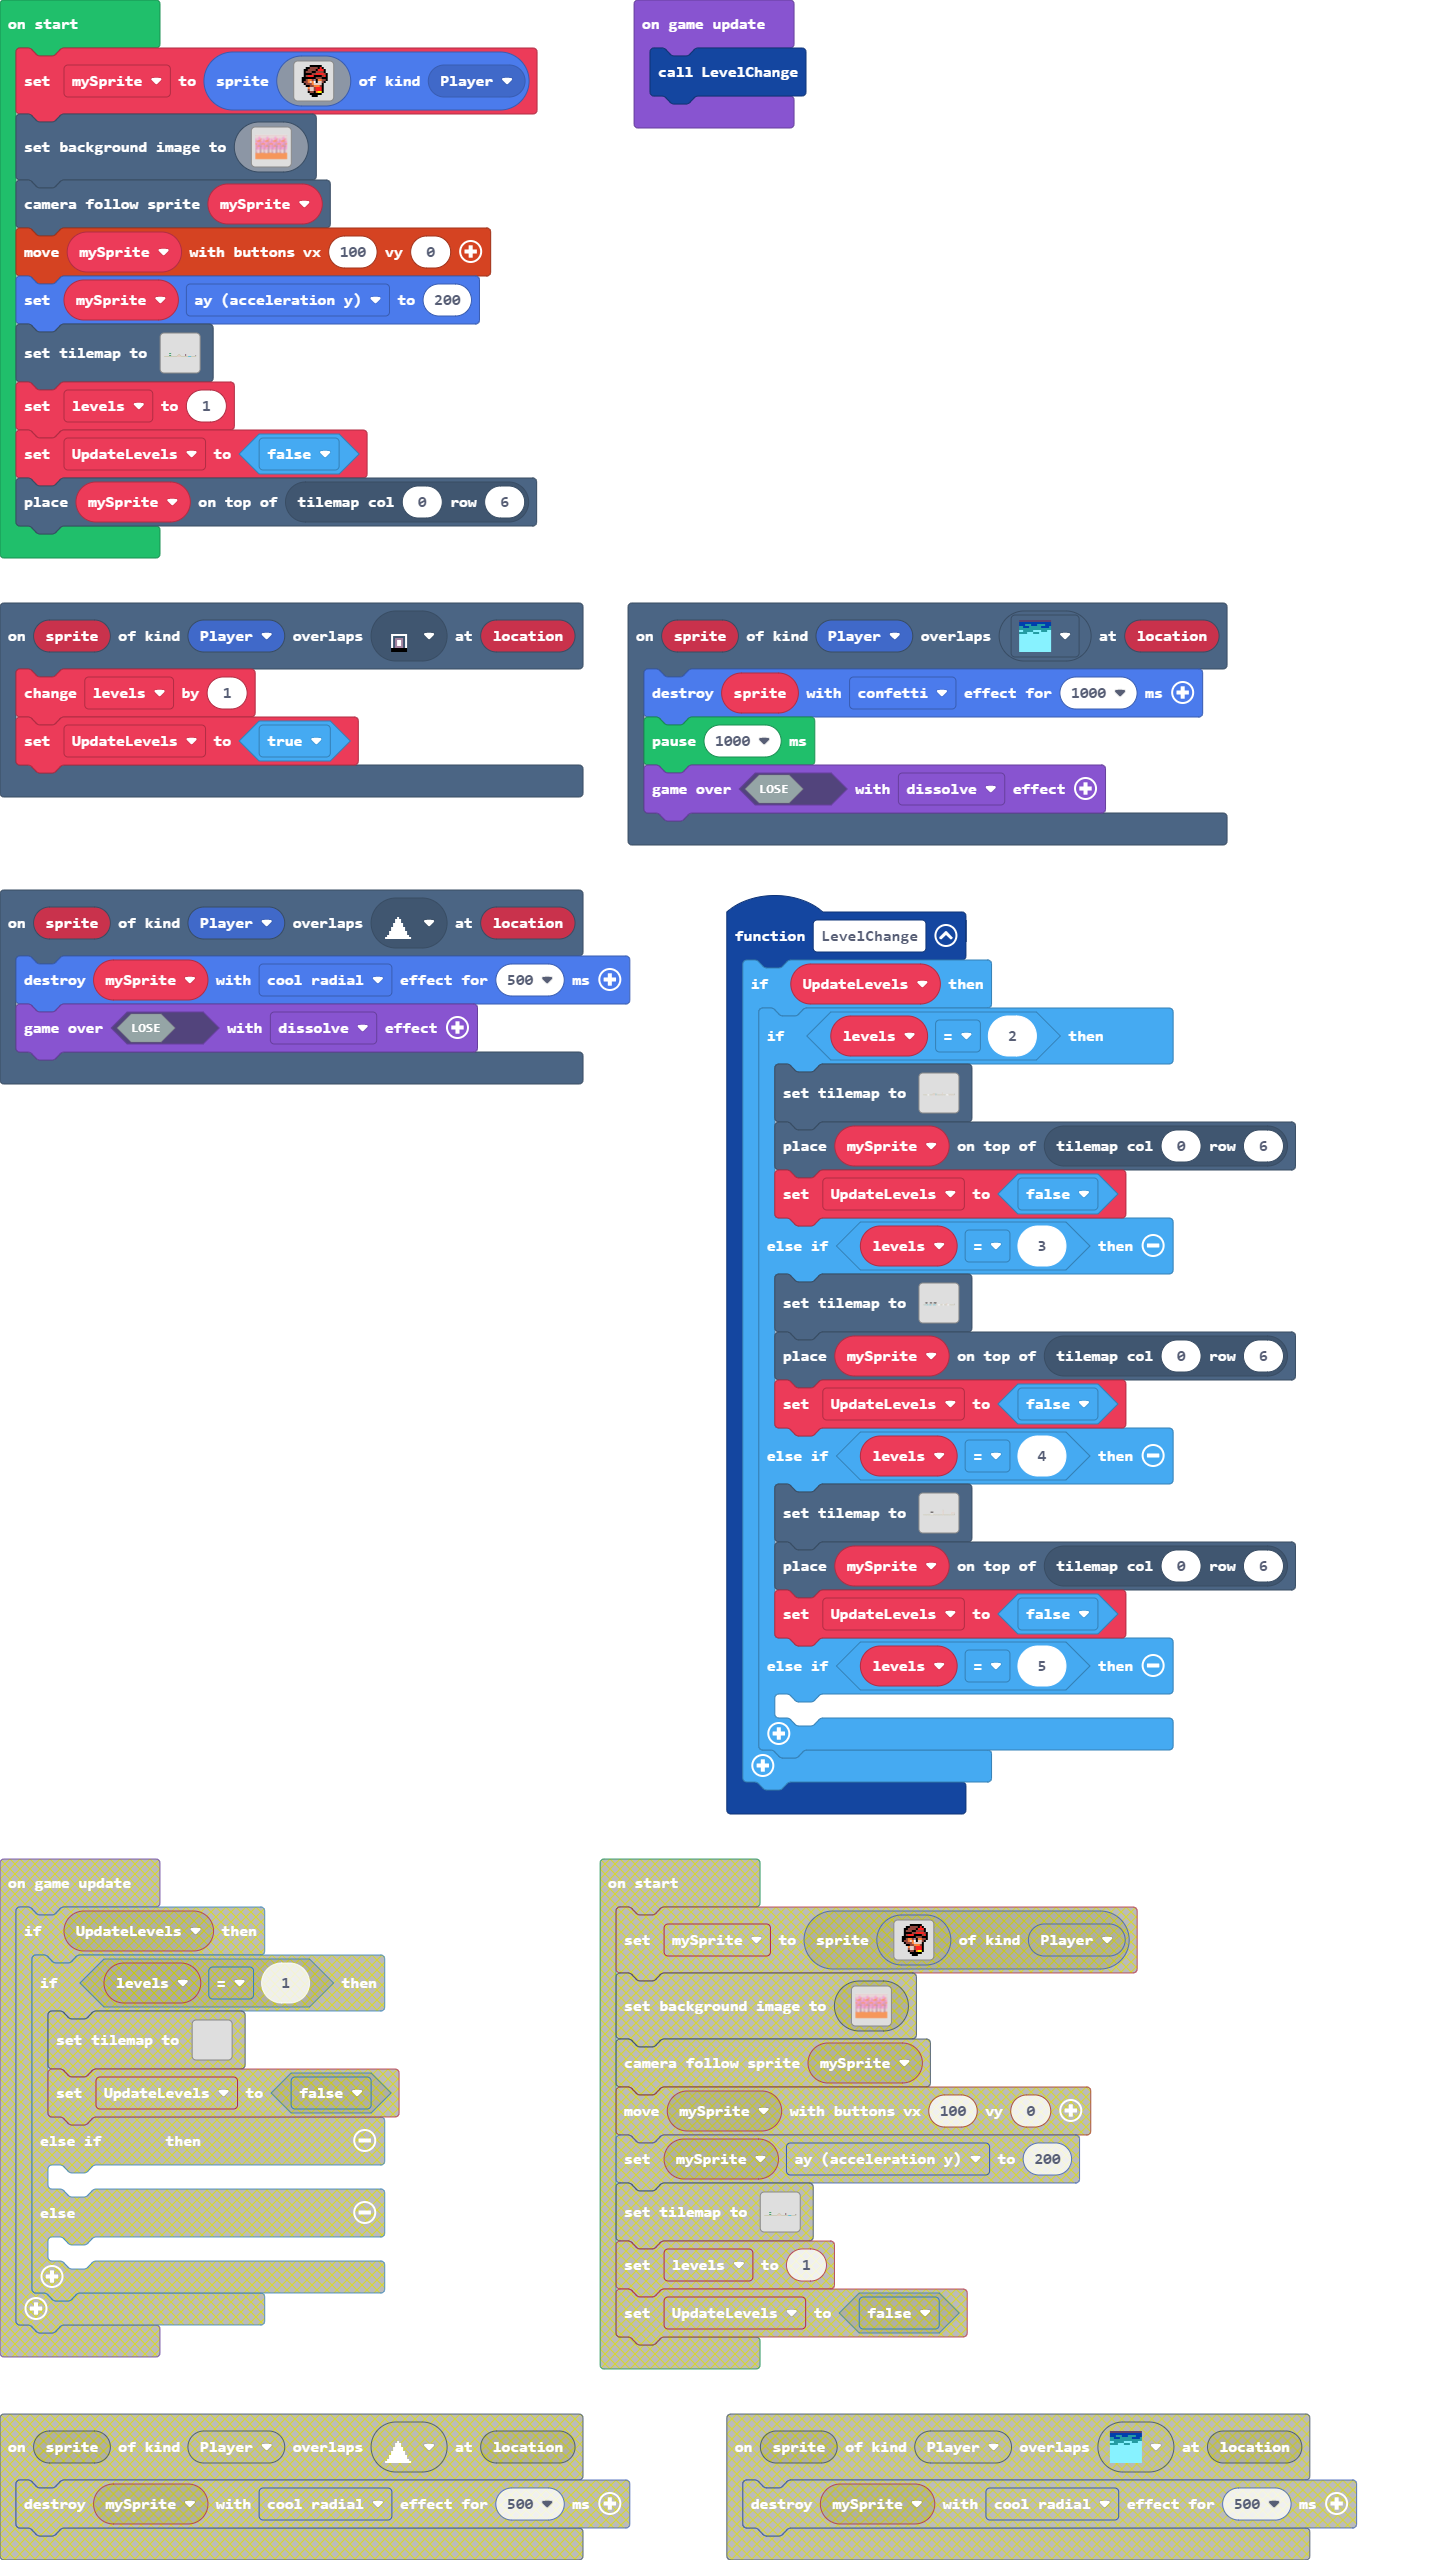 on start
set mySprite to sprite of kind Player
set background image to
camera follow sprite mySprite
move mySprite with buttons vx 100 vy 0
set mySprite ay (acceleration y) to 200
set tilemap to
set levels to 1
set UpdateLevels to false
place mySprite on top of tilemap col 0 row 6
on game update
call LevelChange
on sprite of kind Player overlaps at location
change levels by 1
set UpdateLevels to true
on sprite of kind Player overlaps at location
destroy sprite with confetti effect for 1000 ms
pause 1000 ms
game over LOSE with dissolve effect
on sprite of kind Player overlaps at location
destroy mySprite with cool radial effect for 500 ms
game over LOSE with dissolve effect
function LevelChange
if UpdateLevels then
if levels = 2 then
set tilemap to
place mySprite on top of tilemap col 0 row 6
set UpdateLevels to false
else if levels = 3 then
set tilemap to
place mySprite on top of tilemap col 0 row 6
set UpdateLevels to false
else if levels = 4 then
set tilemap to
place mySprite on top of tilemap col 0 row 6
set UpdateLevels to false
else if levels = 5 then
on game update
if UpdateLevels then
if levels = 1 then
set tilemap to
set UpdateLevels to false
else if then
else
on start
set mySprite to sprite of kind Player
set background image to
camera follow sprite mySprite
move mySprite with buttons vx 100 vy 0
set mySprite ay (acceleration y) to 200
set tilemap to
set levels to 1
set UpdateLevels to false
on sprite of kind Player overlaps at location
destroy mySprite with cool radial effect for 500 ms
on sprite of kind Player overlaps at location
destroy mySprite with cool radial effect for 500 ms